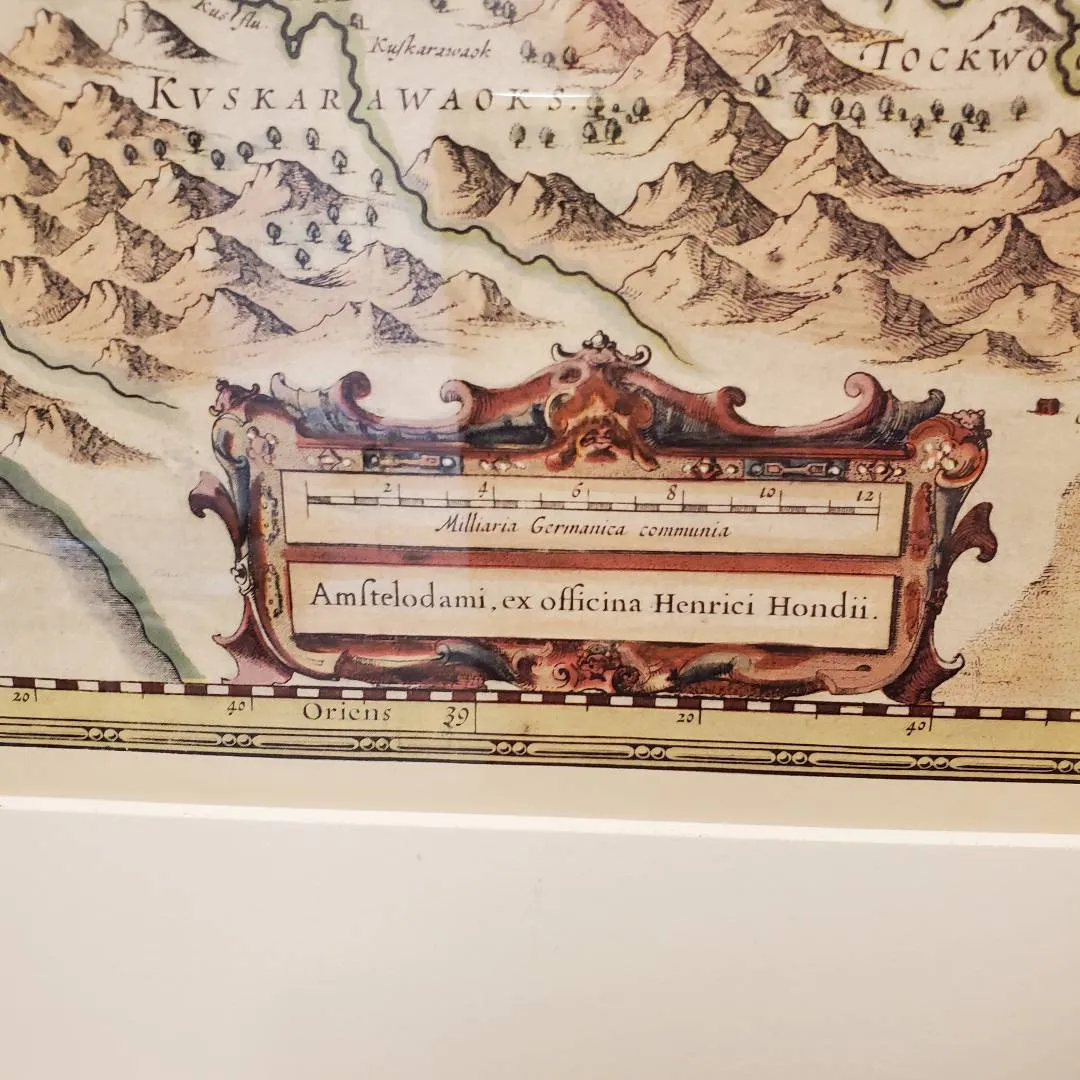 Kus flu.
Kuſkarawaok
KVSKARAWAOKS.
TOCKWO
2 4 6 8 10 12
Milliaria Germanica communia
Amſtelodami, ex officina Henrici Hondii.
20 40 Oriens 39 20 40